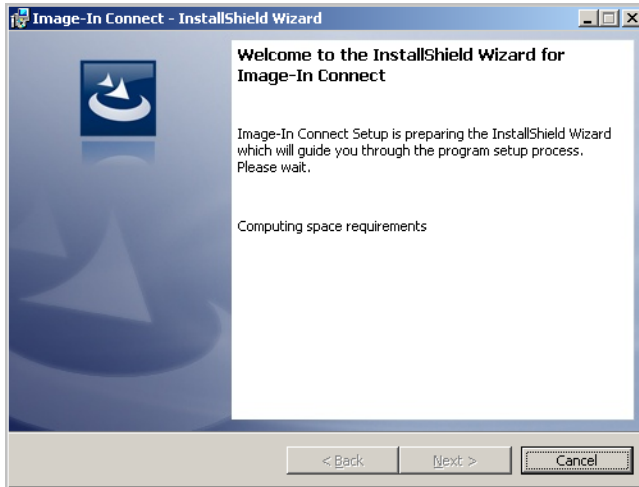 Image-In Connect - InstallShield Wizard
Welcome to the InstallShield Wizard for
Image-In Connect
Image-In Connect Setup is preparing the InstallShield Wizard
which will guide you through the program setup process.
Please wait.
Computing space requirements
< Back Next > Cancel